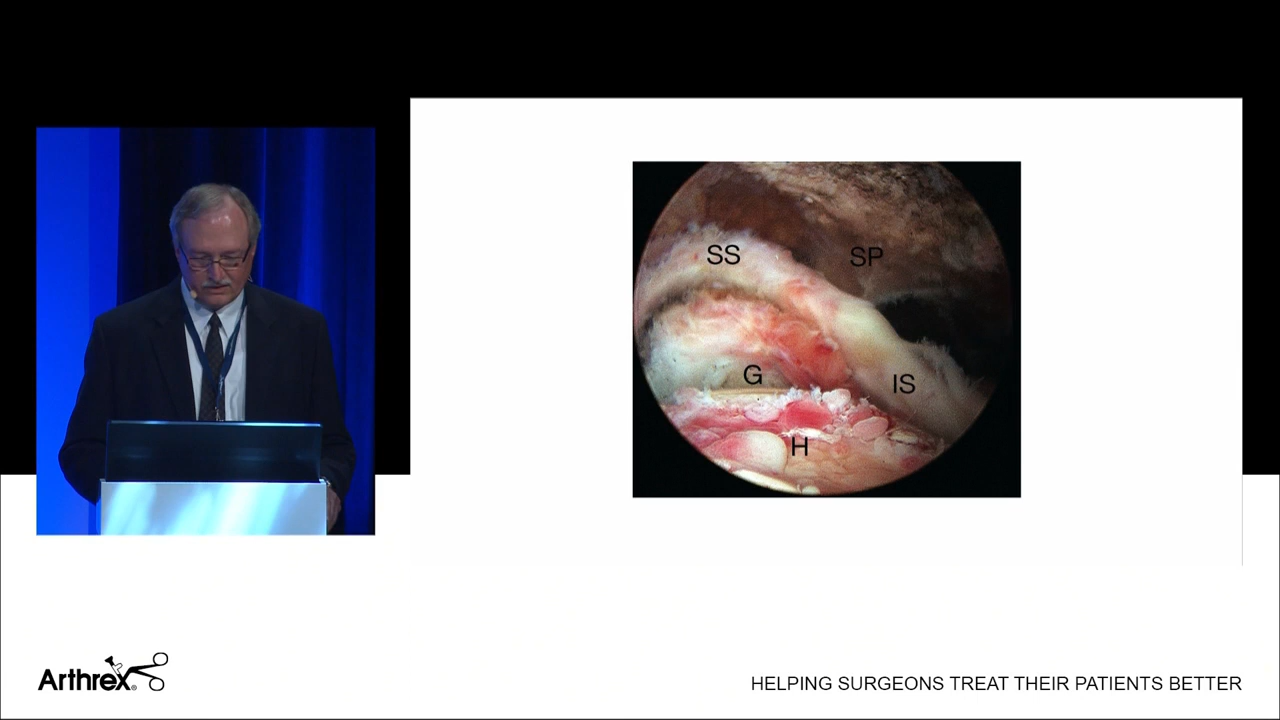 SS
SP
G
IS
H
Arthrex®
HELPING SURGEONS TREAT THEIR PATIENTS BETTER